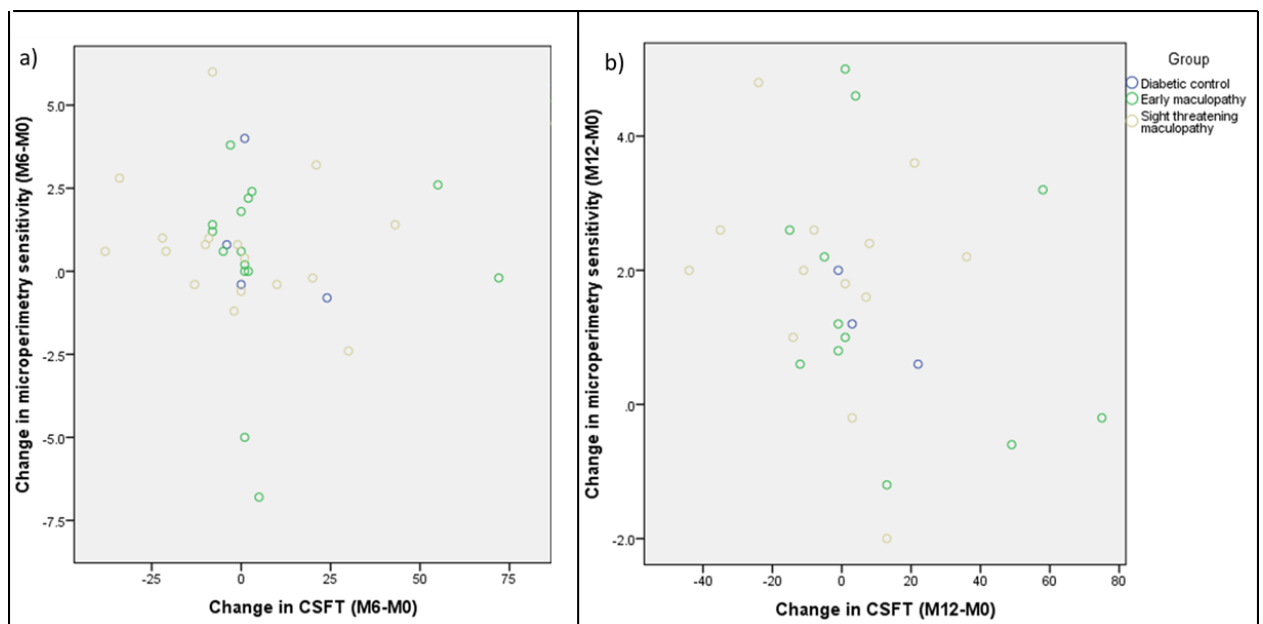 a)
Change in microperimetry sensitivity (M6-M0)
5.0
2.5
.0
-2.5
-5.0
-7.5
-25
0
25
50
75
Change in CSFT (M6-M0)
b)
Change in microperimetry sensitivity (M12-M0)
4.0
2.0
.0
-2.0
-40
-20
0
20
40
60
80
Change in CSFT (M12-M0)
Group
Diabetic control
Early maculopathy
Sight threatening
maculopathy